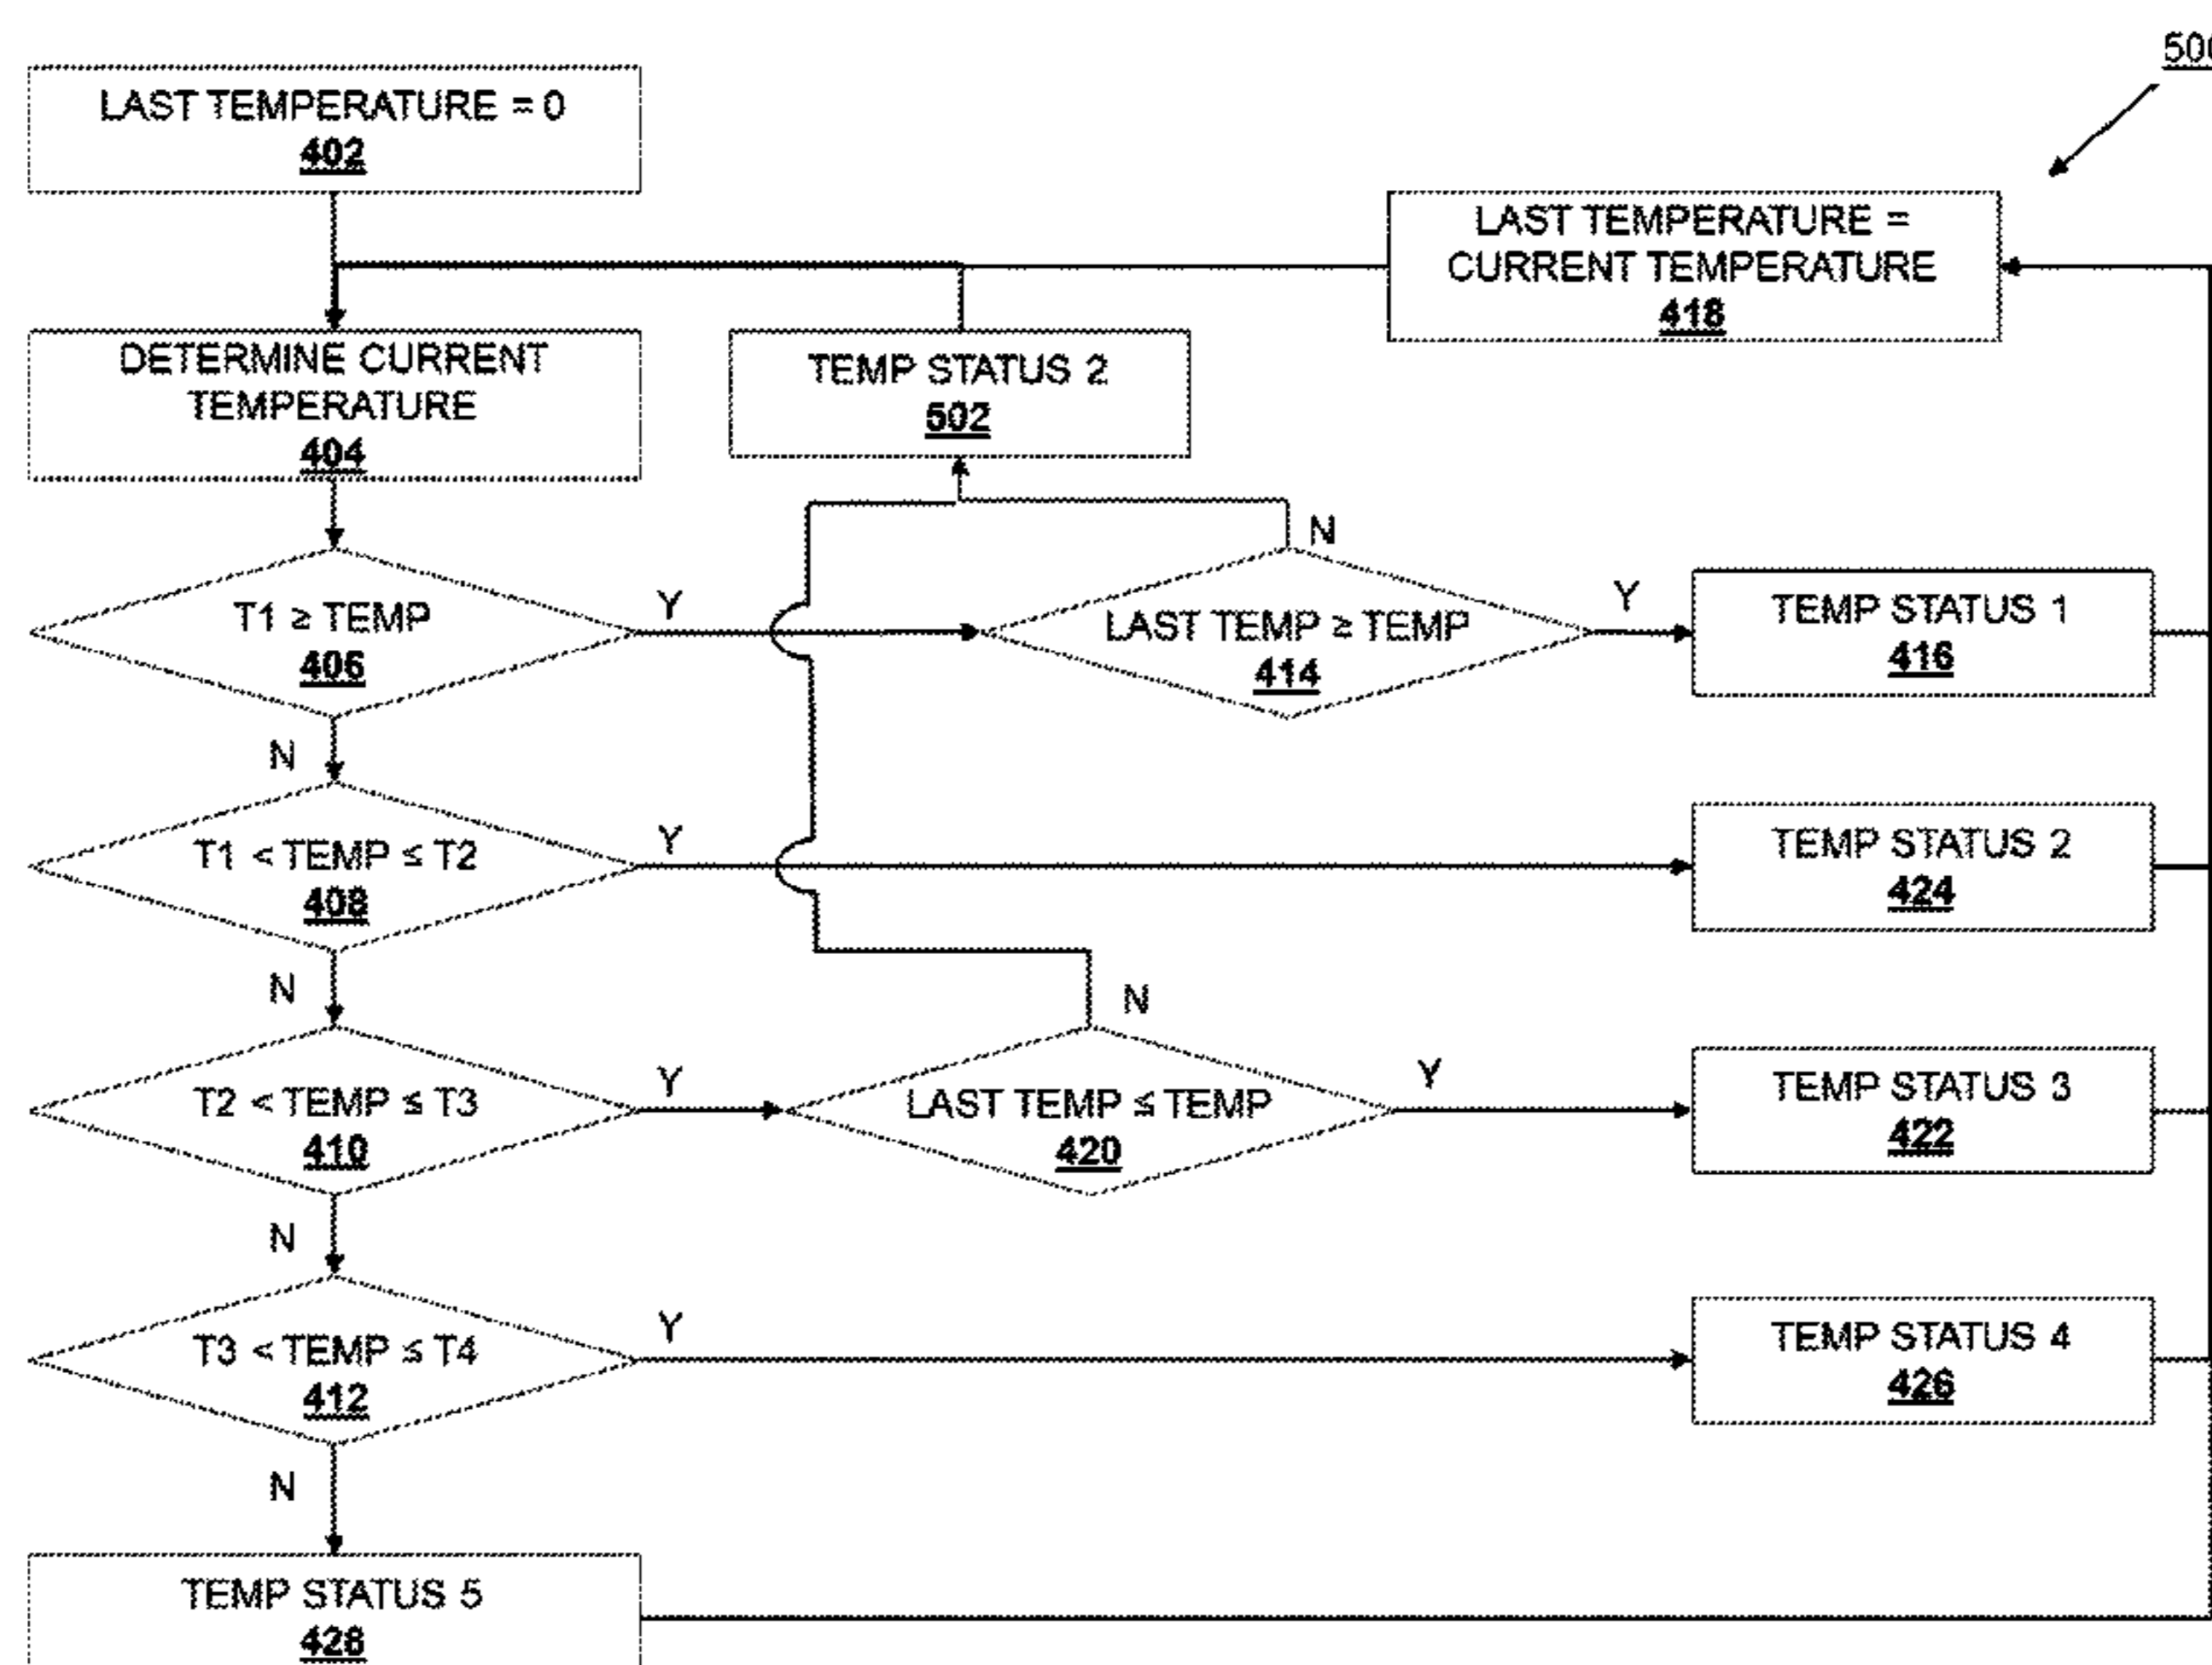 500
LAST TEMPERATURE = 0
402
LAST TEMPERATURE =
CURRENT TEMPERATURE
418
DETERMINE CURRENT
TEMPERATURE
404
TEMP STATUS 2
502
T1 ≥ TEMP
406
Y
N
LAST TEMP ≥ TEMP
414
N
Y
TEMP STATUS 1
416
T1 < TEMP ≤ T2
408
Y
N
TEMP STATUS 2
424
T2 < TEMP ≤ T3
410
Y
N
LAST TEMP ≤ TEMP
420
N
Y
TEMP STATUS 3
422
T3 < TEMP ≤ T4
412
Y
N
TEMP STATUS 4
426
TEMP STATUS 5
428